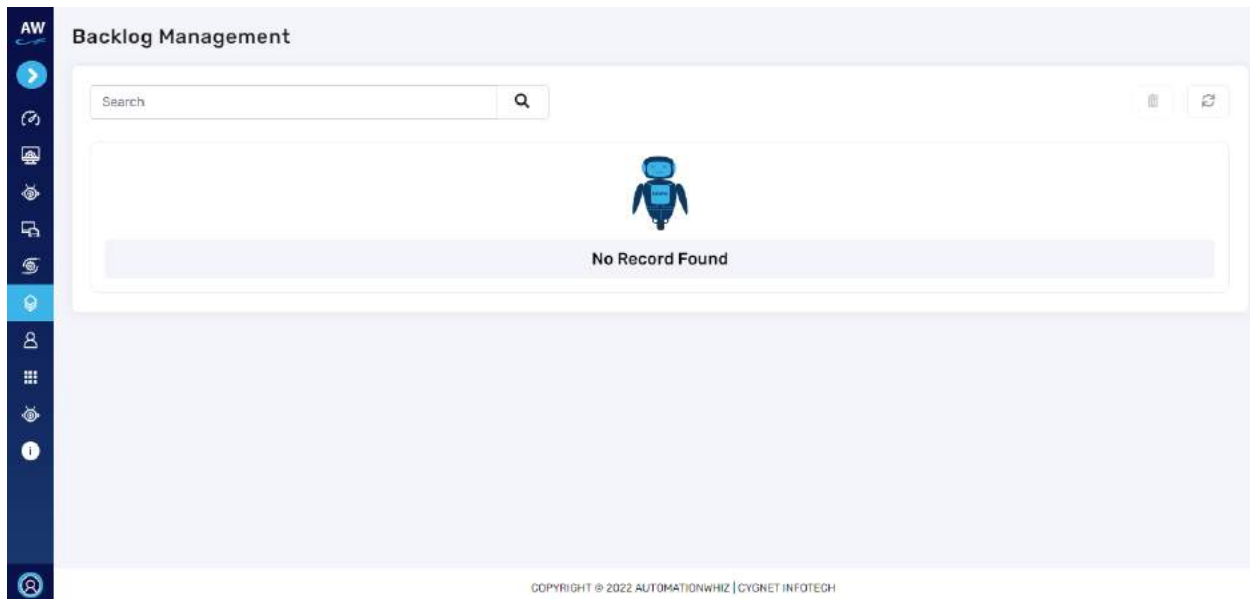 AW
Backlog Management
Search
No Record Found
COPYRIGHT © 2022 AUTOMATIONWHIZ | CYGNET INFOTECH